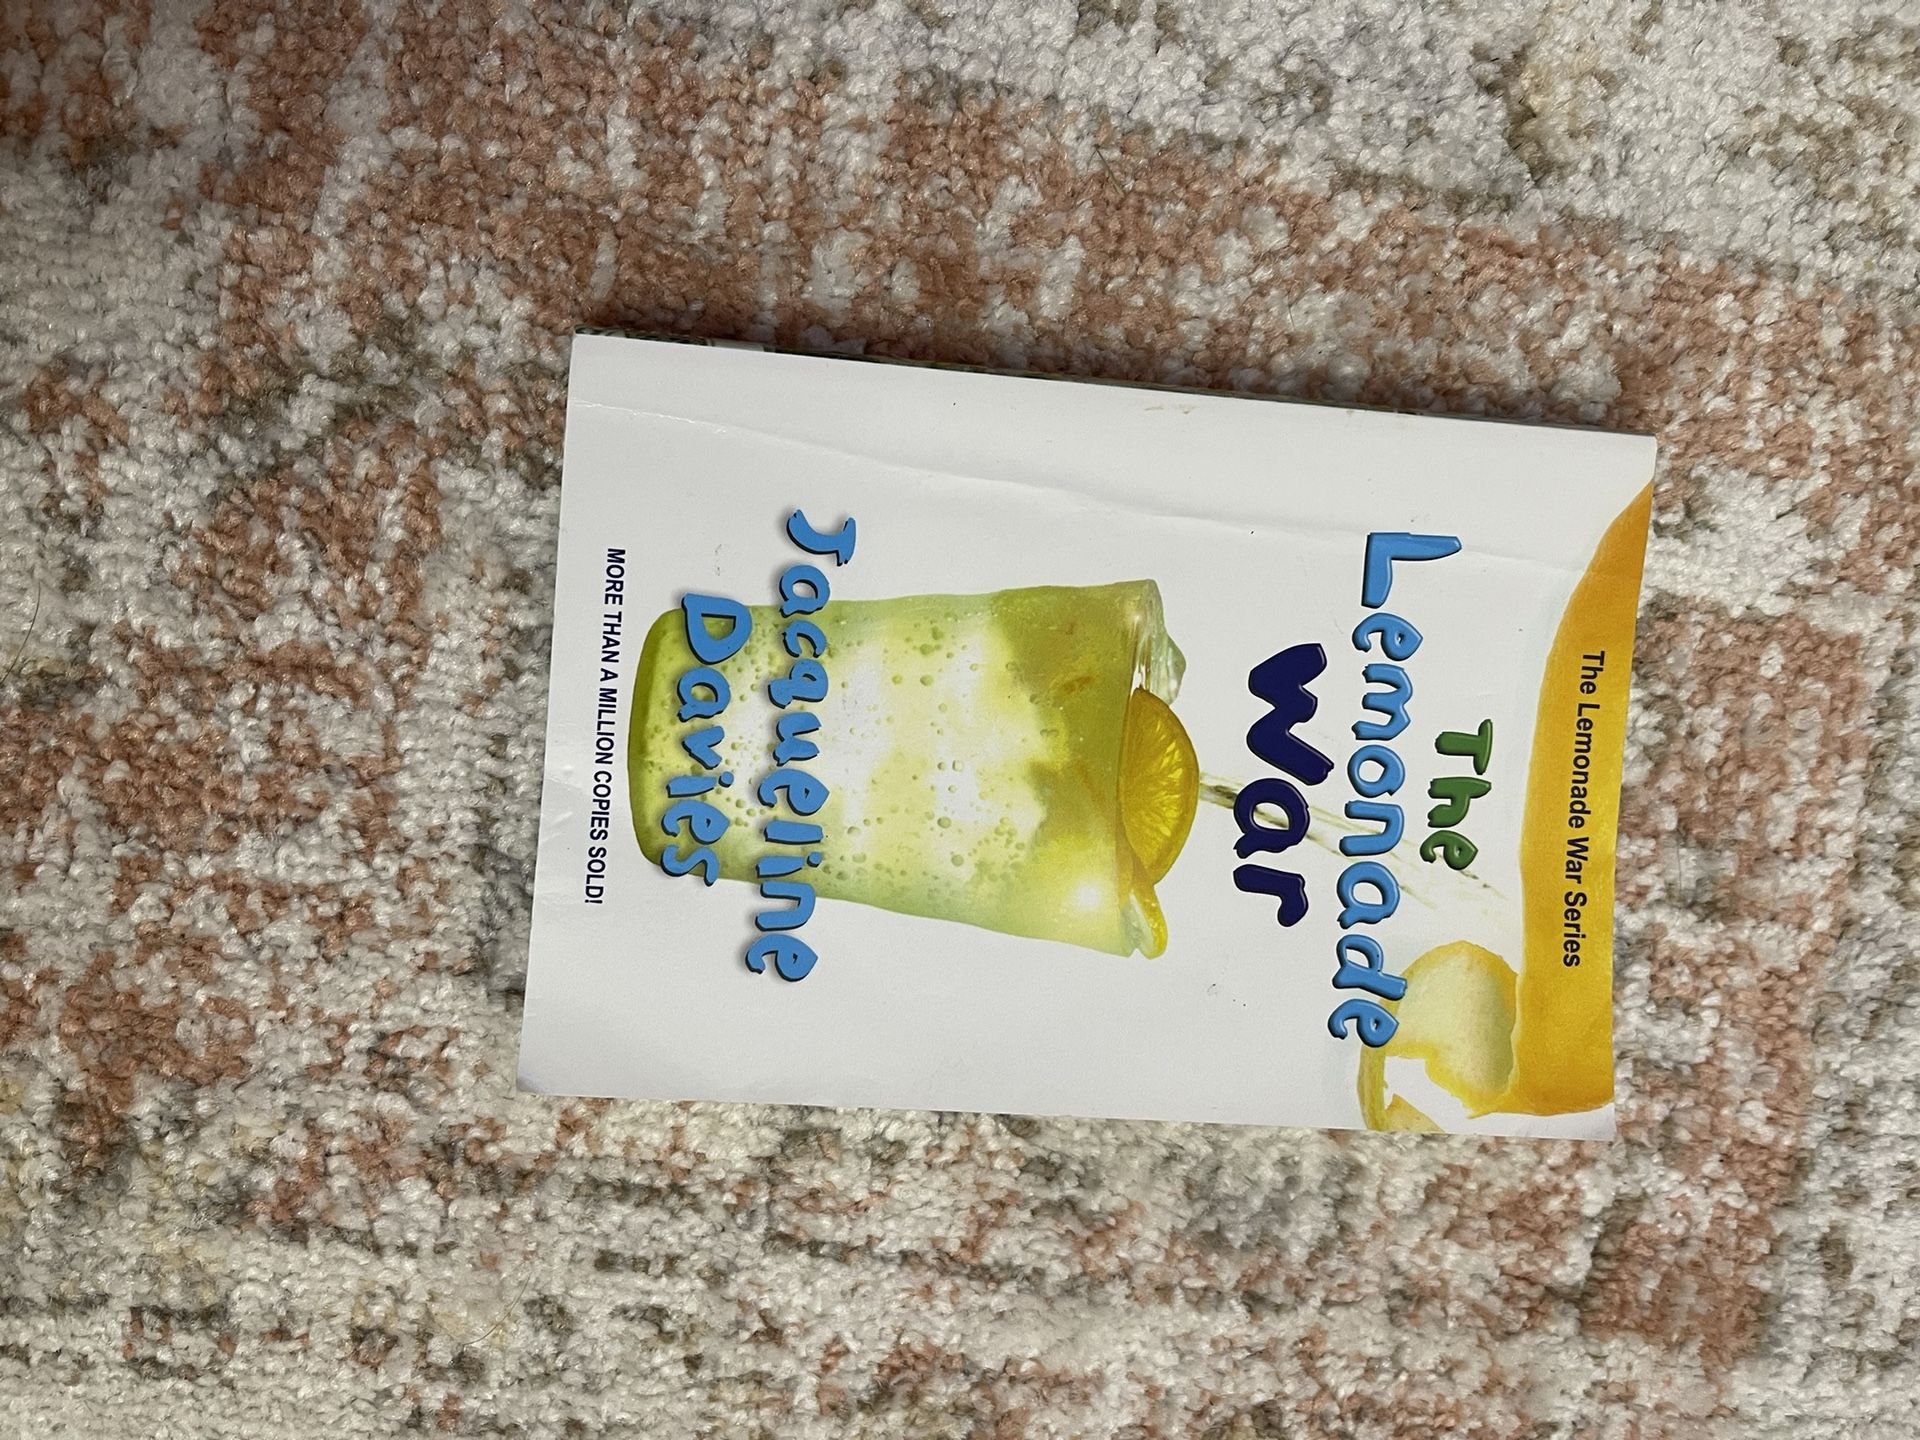 The Lemonade War Series
The
Lemonade
War
Jacqueline
Davies
MORE THAN A MILLION COPIES SOLD!